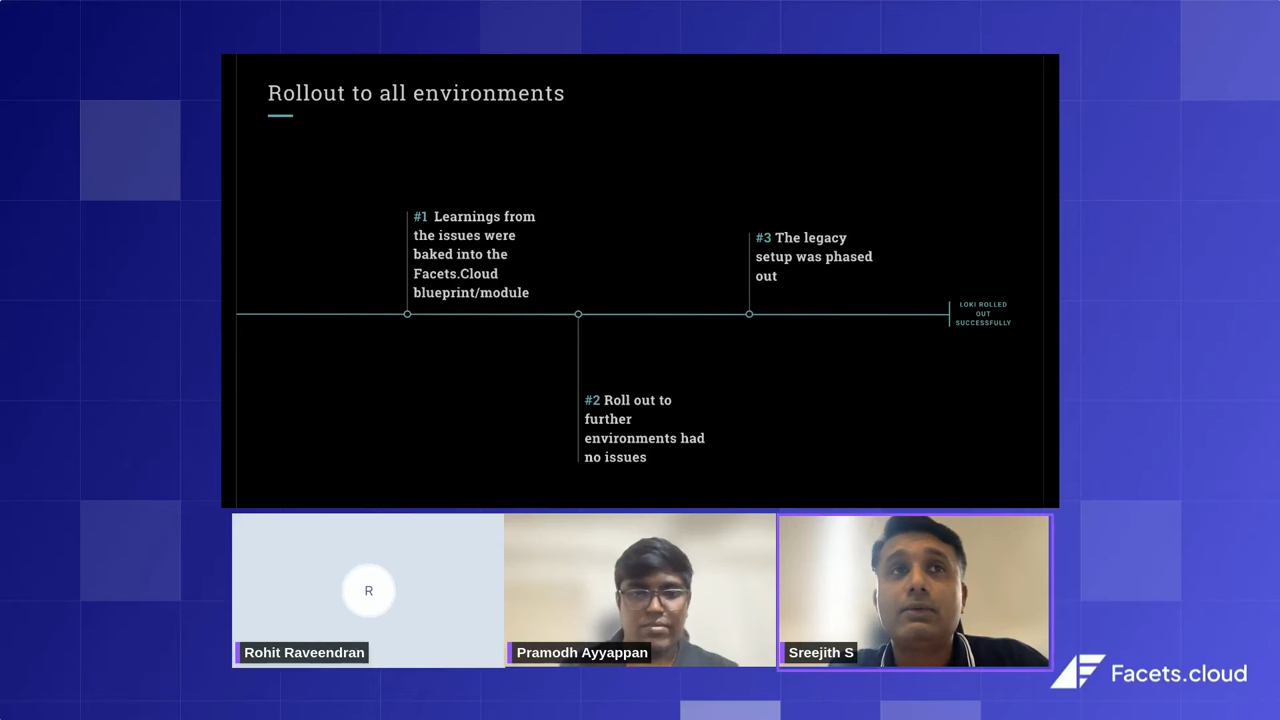 Rollout to all environments
#1 Learnings from
the issues were
baked into the
Facets.Cloud
blueprint/module
#3 The legacy
setup was phased
out
LOKI ROLLED
OUT
SUCCESSFULLY
#2 Roll out to
further
environments had
no issues
R
Rohit Raveendran
Pramodh Ayyappan
Sreejith S
Facets.cloud